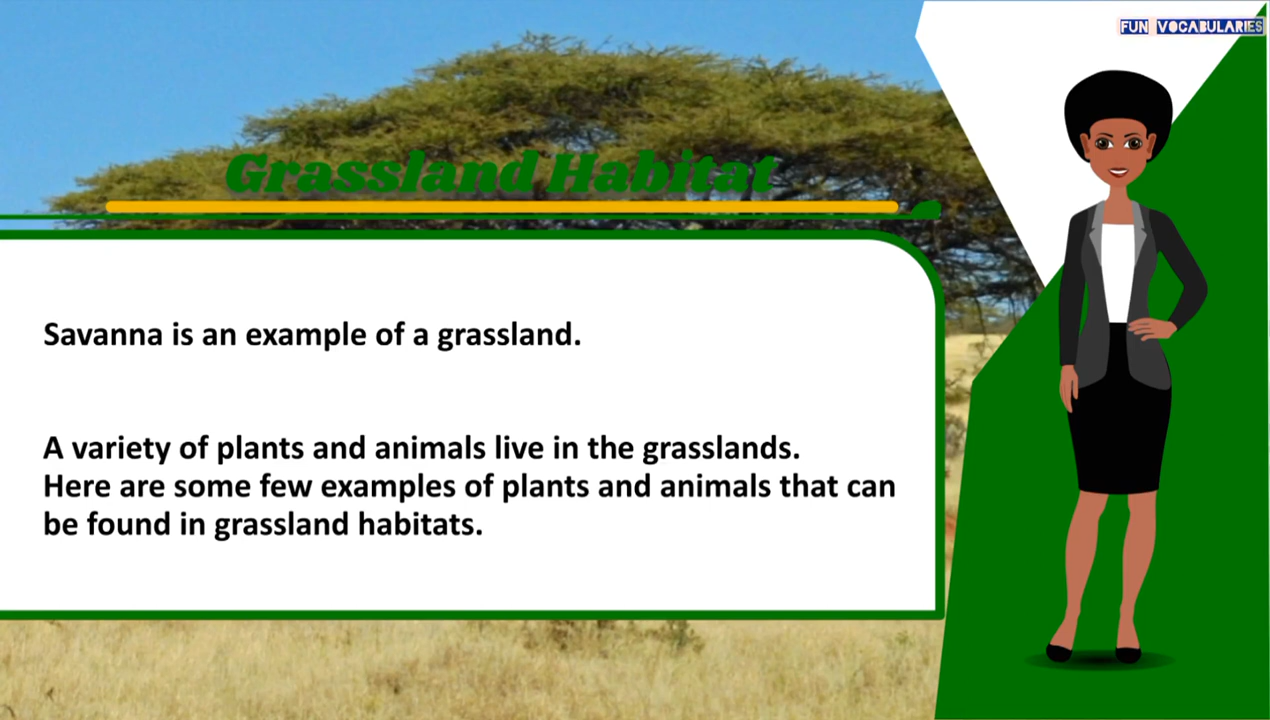 FUN VOCABULARIES
Grassland Habitat
Savanna is an example of a grassland.
A variety of plants and animals live in the grasslands.
Here are some few examples of plants and animals that can
be found in grassland habitats.